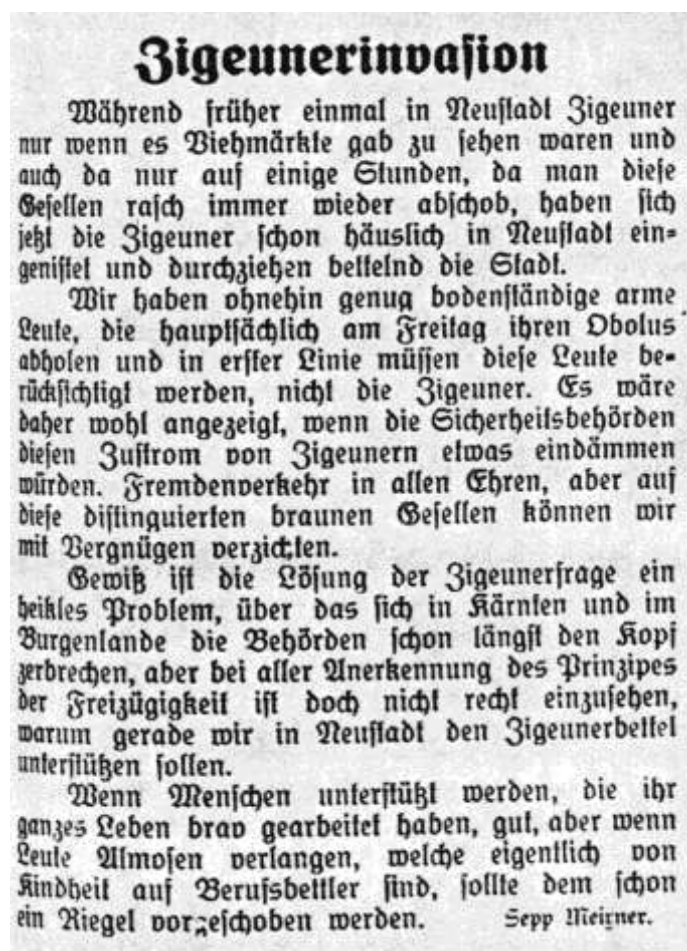 Zigeunerinvasion
Während früher einmal in Neustadt Zigeuner
nur wenn es Viehmärkte gab zu sehen waren und
auch da nur auf einige Stunden, da man diese
Gesellen rasch immer wieder abschob, haben sich
jetzt die Zigeuner schon häuslich in Neustadt ein-
genistet und durchziehen bettelnd die Stadt.
Wir haben ohnehin genug bodenständige arme
Leute, die hauptsächlich am Freitag ihren Obolus
abholen und in erster Linie müssen diese Leute be-
rücksichtigt werden, nicht die Zigeuner. Es wäre
daher wohl angezeigt, wenn die Sicherheitsbehörden
diesen Zustrom von Zigeunern etwas eindämmen
würden. Fremdenverkehr in allen Ehren, aber auf
diese distinguierten braunen Gesellen können wir
mit Vergnügen verzichten.
Gewiß ist die Lösung der Zigeunerfrage ein
heikles Problem, über das sich in Kärnten und im
Burgenlande die Behörden schon längst den Kopf
zerbrechen, aber bei aller Anerkennung des Prinzipes
der Freizügigkeit ist doch nicht recht einzusehen,
warum gerade wir in Neustadt den Zigeunerbettel
unterstützen sollen.
Wenn Menschen unterstützt werden, die ihr
ganzes Leben brav gearbeitet haben, gut, aber wenn
Leute Almosen verlangen, welche eigentlich von
Kindheit auf Berufsbettler sind, sollte dem schon
ein Riegel vorgeschoben werden. Sepp Meixner.